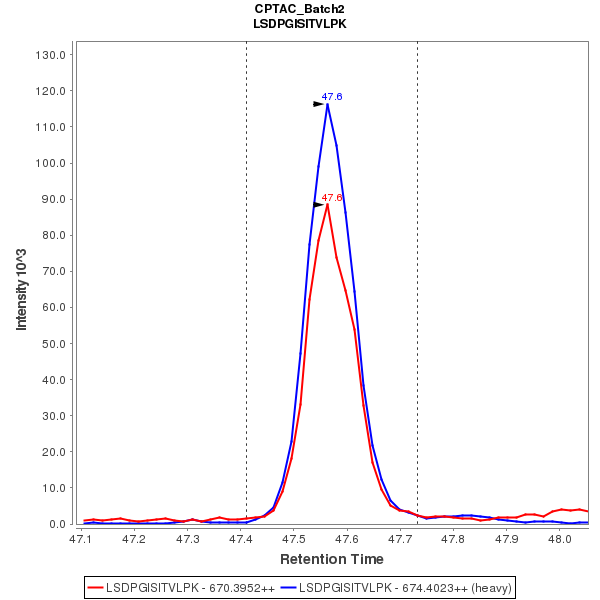 CPTAC_Batch2
LSDPGISITVLPK
Intensity 10^3
130.0
120.0
110.0
100.0
90.0
80.0
70.0
60.0
50.0
40.0
30.0
20.0
10.0
0.0
47.6
47.6
47.1 47.2 47.3 47.4 47.5 47.6 47.7 47.8 47.9 48.0
Retention Time
LSDPGISITVLPK - 670.3952++ LSDPGISITVLPK - 674.4023++ (heavy)